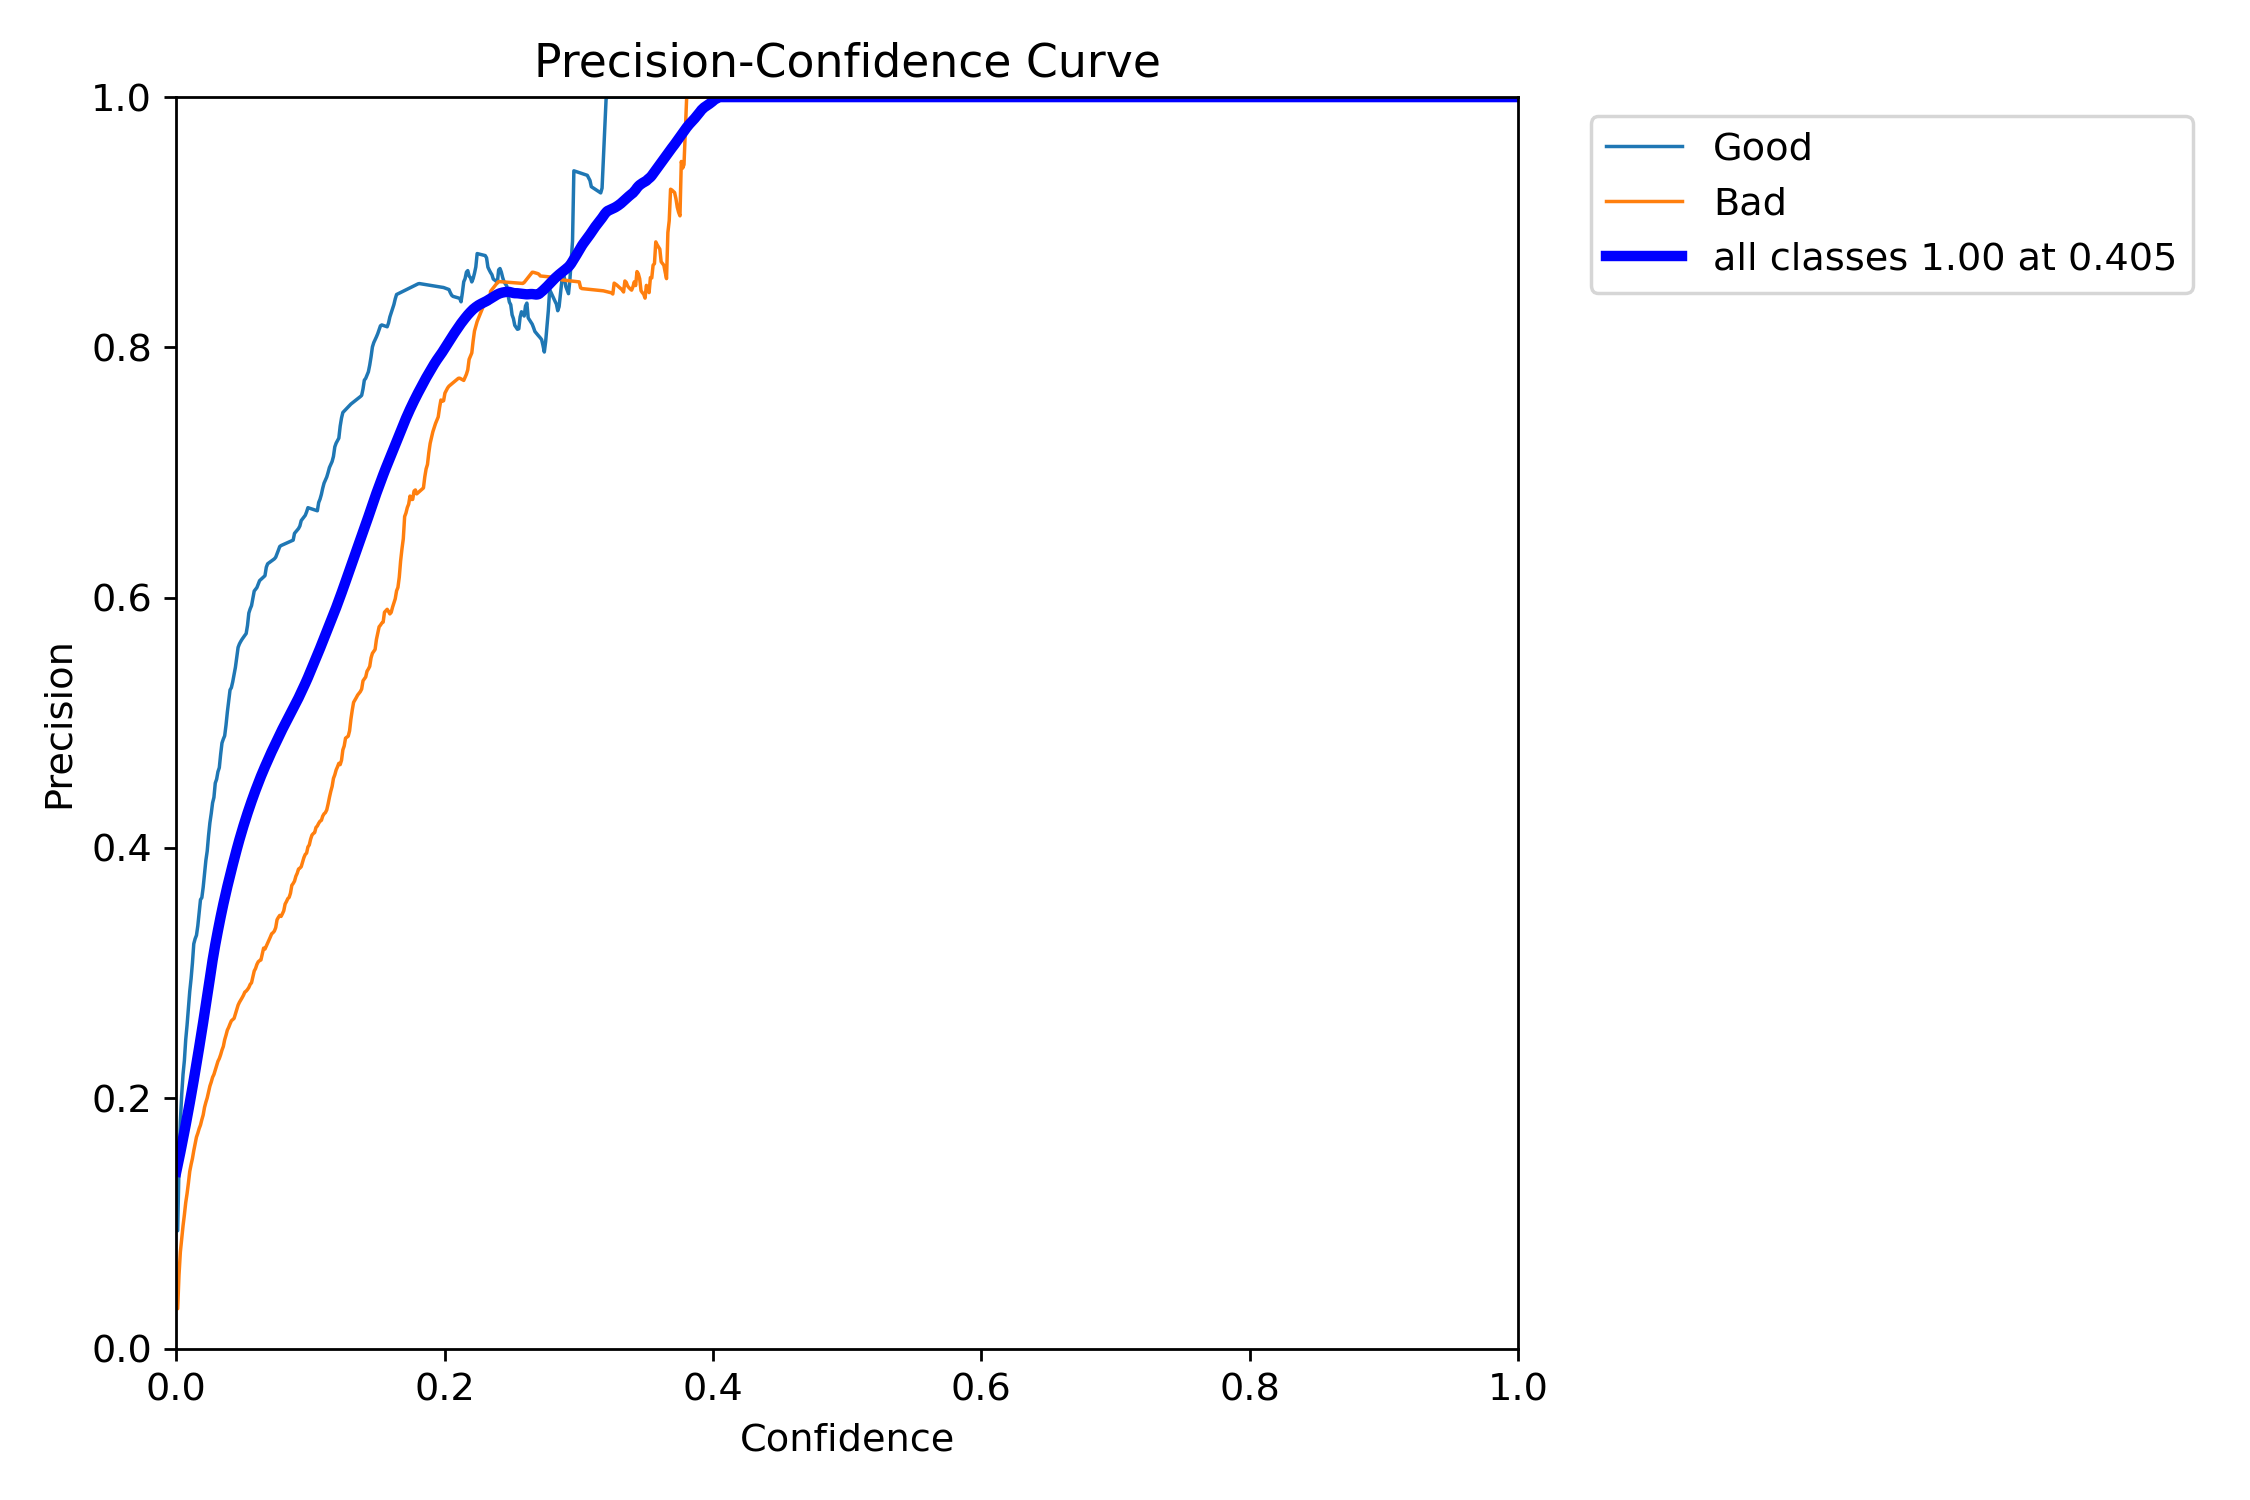 Precision-Confidence Curve
1.0
0.8
0.6
0.4
0.2
0.0
Precision
0.0 0.2 0.4 0.6 0.8 1.0
Confidence
Good
Bad
all classes 1.00 at 0.405